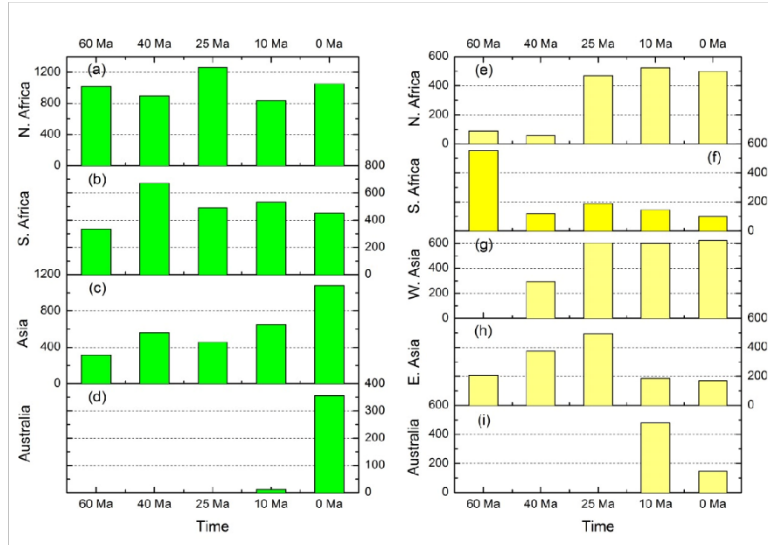 60 Ma 40 Ma 25 Ma 10 Ma 0 Ma
(a)
N. Africa
1200
800
400
0
(b)
S. Africa
800
600
400
200
0
(c)
Asia
1200
800
400
0
(d)
Australia
400
300
200
100
0
60 Ma 40 Ma 25 Ma 10 Ma 0 Ma
Time
60 Ma 40 Ma 25 Ma 10 Ma 0 Ma
(e)
N. Africa
600
400
200
0
(f)
S. Africa
600
400
200
0
(g)
W. Asia
600
400
200
0
(h)
E. Asia
600
400
200
0
(i)
Australia
600
400
200
0
60 Ma 40 Ma 25 Ma 10 Ma 0 Ma
Time